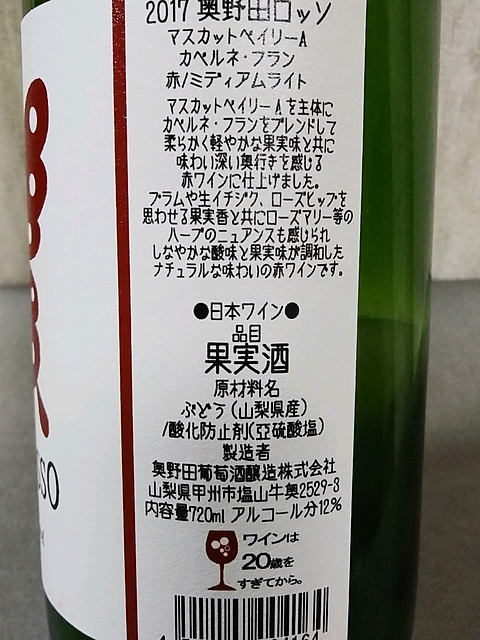 2017 奥野田ロッソ
マスカットベイリーA
カベルネ・フラン
赤/ミディアムライト
マスカットベイリーAを主体に
カベルネ・フランをブレンドして
柔らかく軽やかな果実味と共に
味わい深い奥行きを感じる
赤ワインに仕上げました。
プラムや生イチジク、ローズヒップを
思わせる果実香と共にローズマリー等の
ハーブのニュアンスも感じられ
しなやかな酸味と果実味が調和した
ナチュラルな味わいの赤ワインです。
●日本ワイン●
品目
果実酒
原材料名
ぶどう(山梨県産)
/酸化防止剤(亞硫酸塩)
製造者
奥野田葡萄酒醸造株式会社
山梨県甲州市塩山牛奥2529-3
内容量720ml アルコール分12%
ワインは
20歳を
すぎてから。